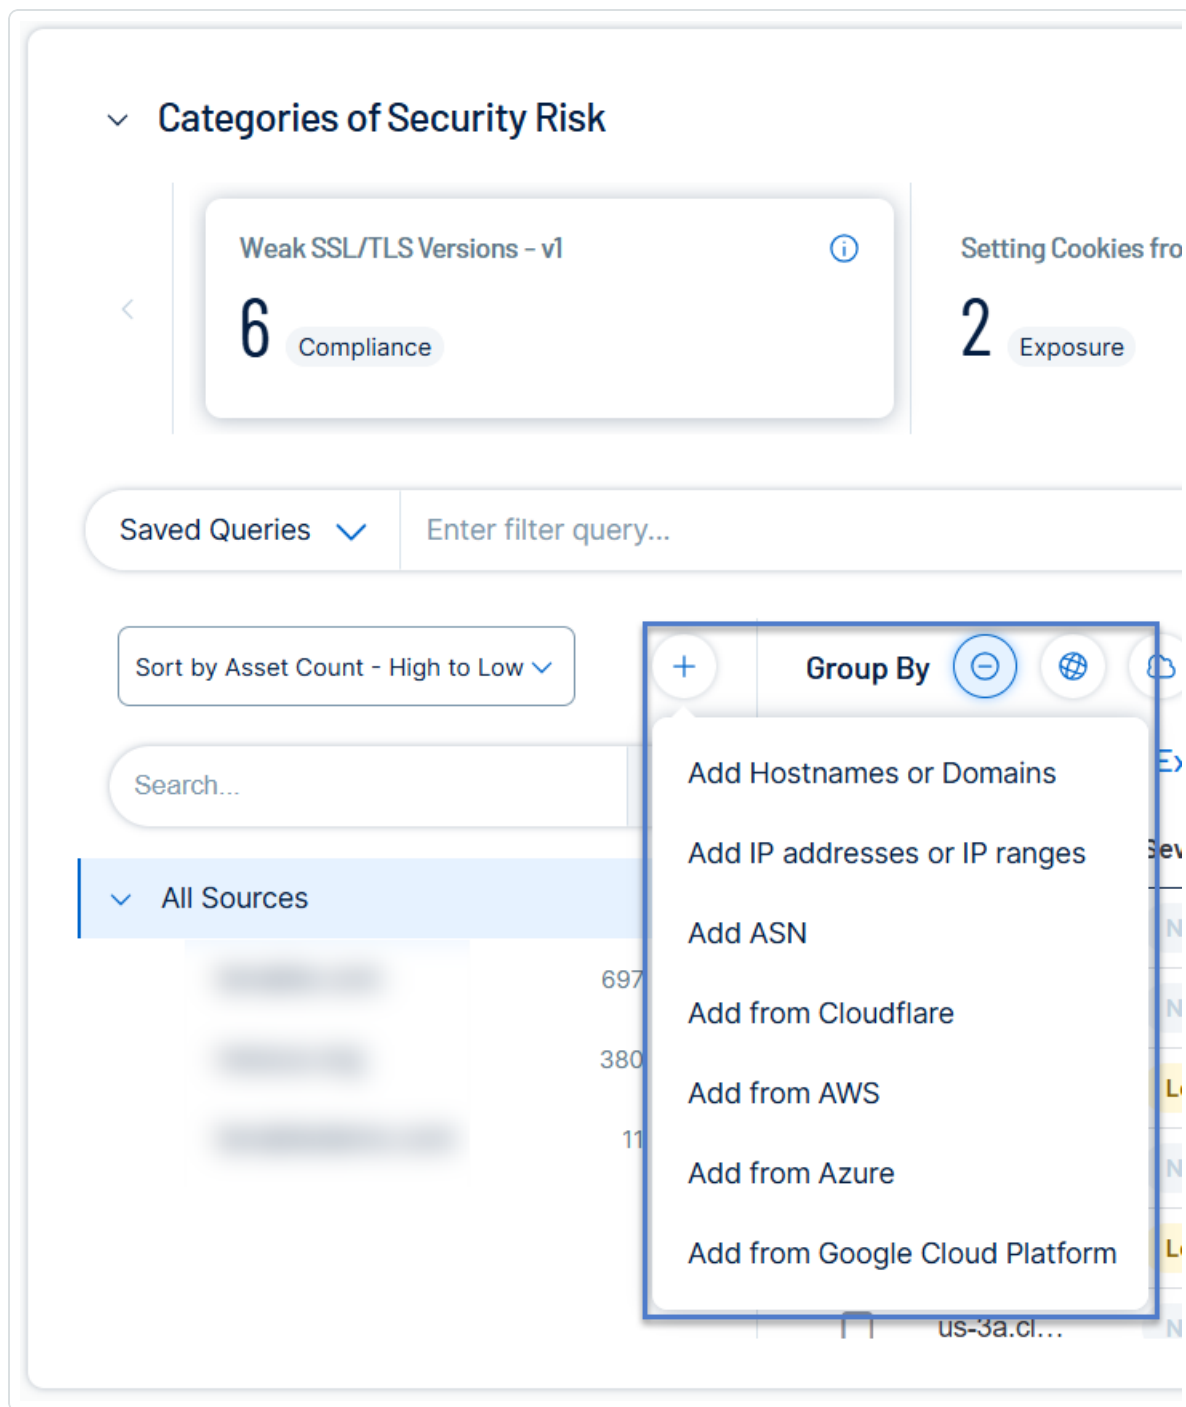 Categories of Security Risk
Weak SSL/TLS Versions - v1
6 Compliance
Setting Cookies fro
2 Exposure
Saved Queries
Enter filter query...
Sort by Asset Count - High to Low
Group By
Search...
All Sources
697
380
11
Add Hostnames or Domains
Add IP addresses or IP ranges
Add ASN
Add from Cloudflare
Add from AWS
Add from Azure
Add from Google Cloud Platform
us-3a.cl...